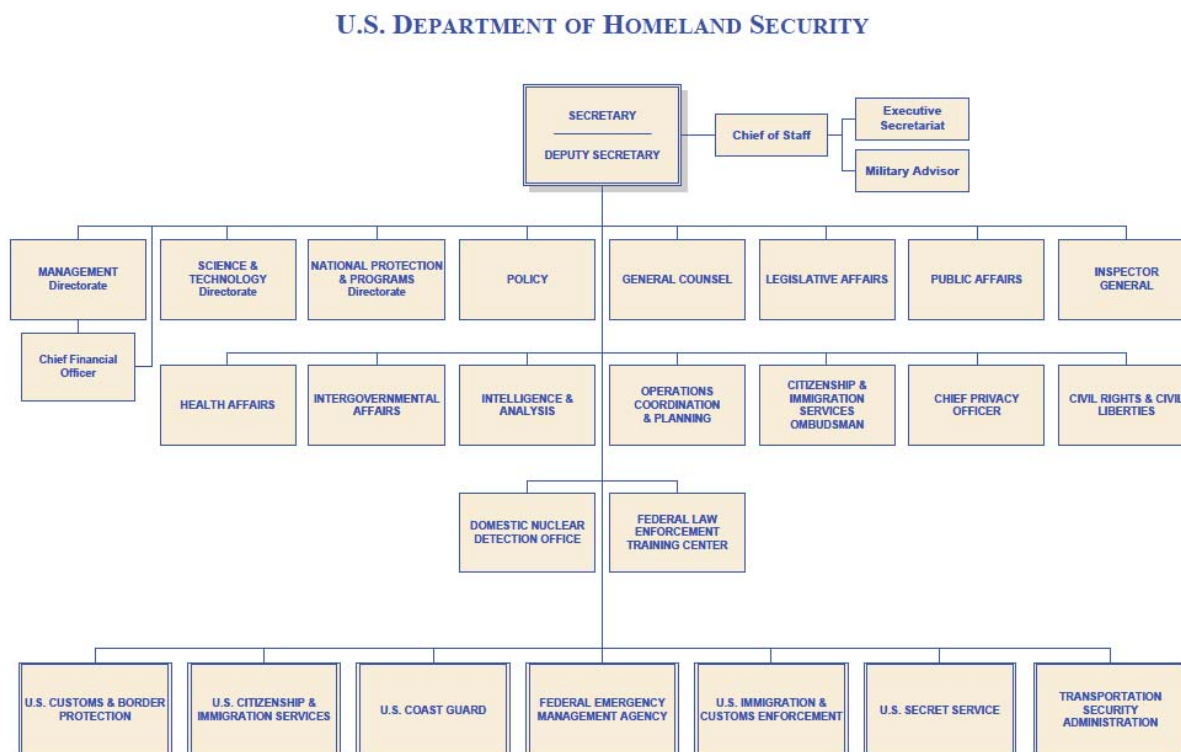 U.S. DEPARTMENT OF HOMELAND SECURITY
SECRETARY
DEPUTY SECRETARY
Chief of Staff
Executive
Secretariat
Military Advisor
MANAGEMENT
Directorate
SCIENCE &
TECHNOLOGY
Directorate
NATIONAL PROTECTION
& PROGRAMS
Directorate
POLICY
GENERAL COUNSEL
LEGISLATIVE AFFAIRS
PUBLIC AFFAIRS
INSPECTOR
GENERAL
Chief Financial
Officer
HEALTH AFFAIRS
INTERGOVERNMENTAL
AFFAIRS
INTELLIGENCE &
ANALYSIS
OPERATIONS
COORDINATION
& PLANNING
CITIZENSHIP &
IMMIGRATION
SERVICES
OMBUDSMAN
CHIEF PRIVACY
OFFICER
CIVIL RIGHTS & CIVIL
LIBERTIES
DOMESTIC NUCLEAR
DETECTION OFFICE
FEDERAL LAW
ENFORCEMENT
TRAINING CENTER
U.S. CUSTOMS & BORDER
PROTECTION
U.S. CITIZENSHIP &
IMMIGRATION SERVICES
U.S. COAST GUARD
FEDERAL EMERGENCY
MANAGEMENT AGENCY
U.S. IMMIGRATION &
CUSTOMS ENFORCEMENT
U.S. SECRET SERVICE
TRANSPORTATION
SECURITY
ADMINISTRATION